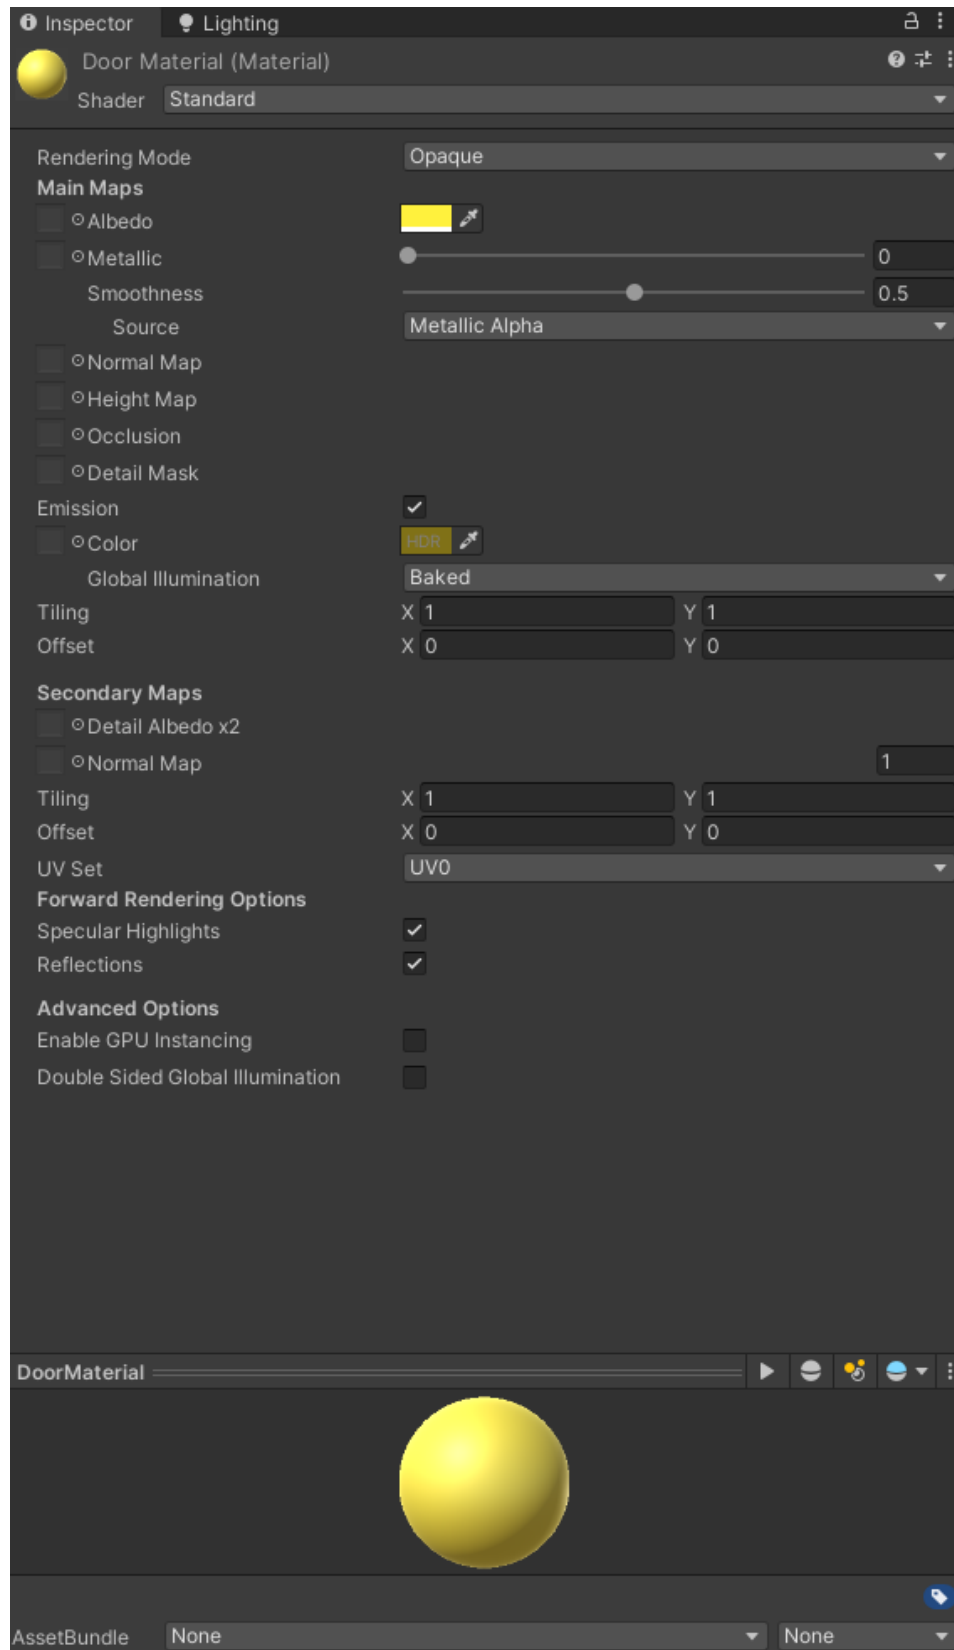 Inspector Lighting
Door Material (Material)
Shader Standard
Rendering Mode Opaque
Main Maps
Albedo
Metallic 0
Smoothness 0.5
Source Metallic Alpha
Normal Map
Height Map
Occlusion
Detail Mask
Emission
Color HDR
Global Illumination Baked
Tiling X 1 Y 1
Offset X 0 Y 0
Secondary Maps
Detail Albedo x2
Normal Map 1
Tiling X 1 Y 1
Offset X 0 Y 0
UV Set UV0
Forward Rendering Options
Specular Highlights
Reflections
Advanced Options
Enable GPU Instancing
Double Sided Global Illumination
DoorMaterial
AssetBundle None None